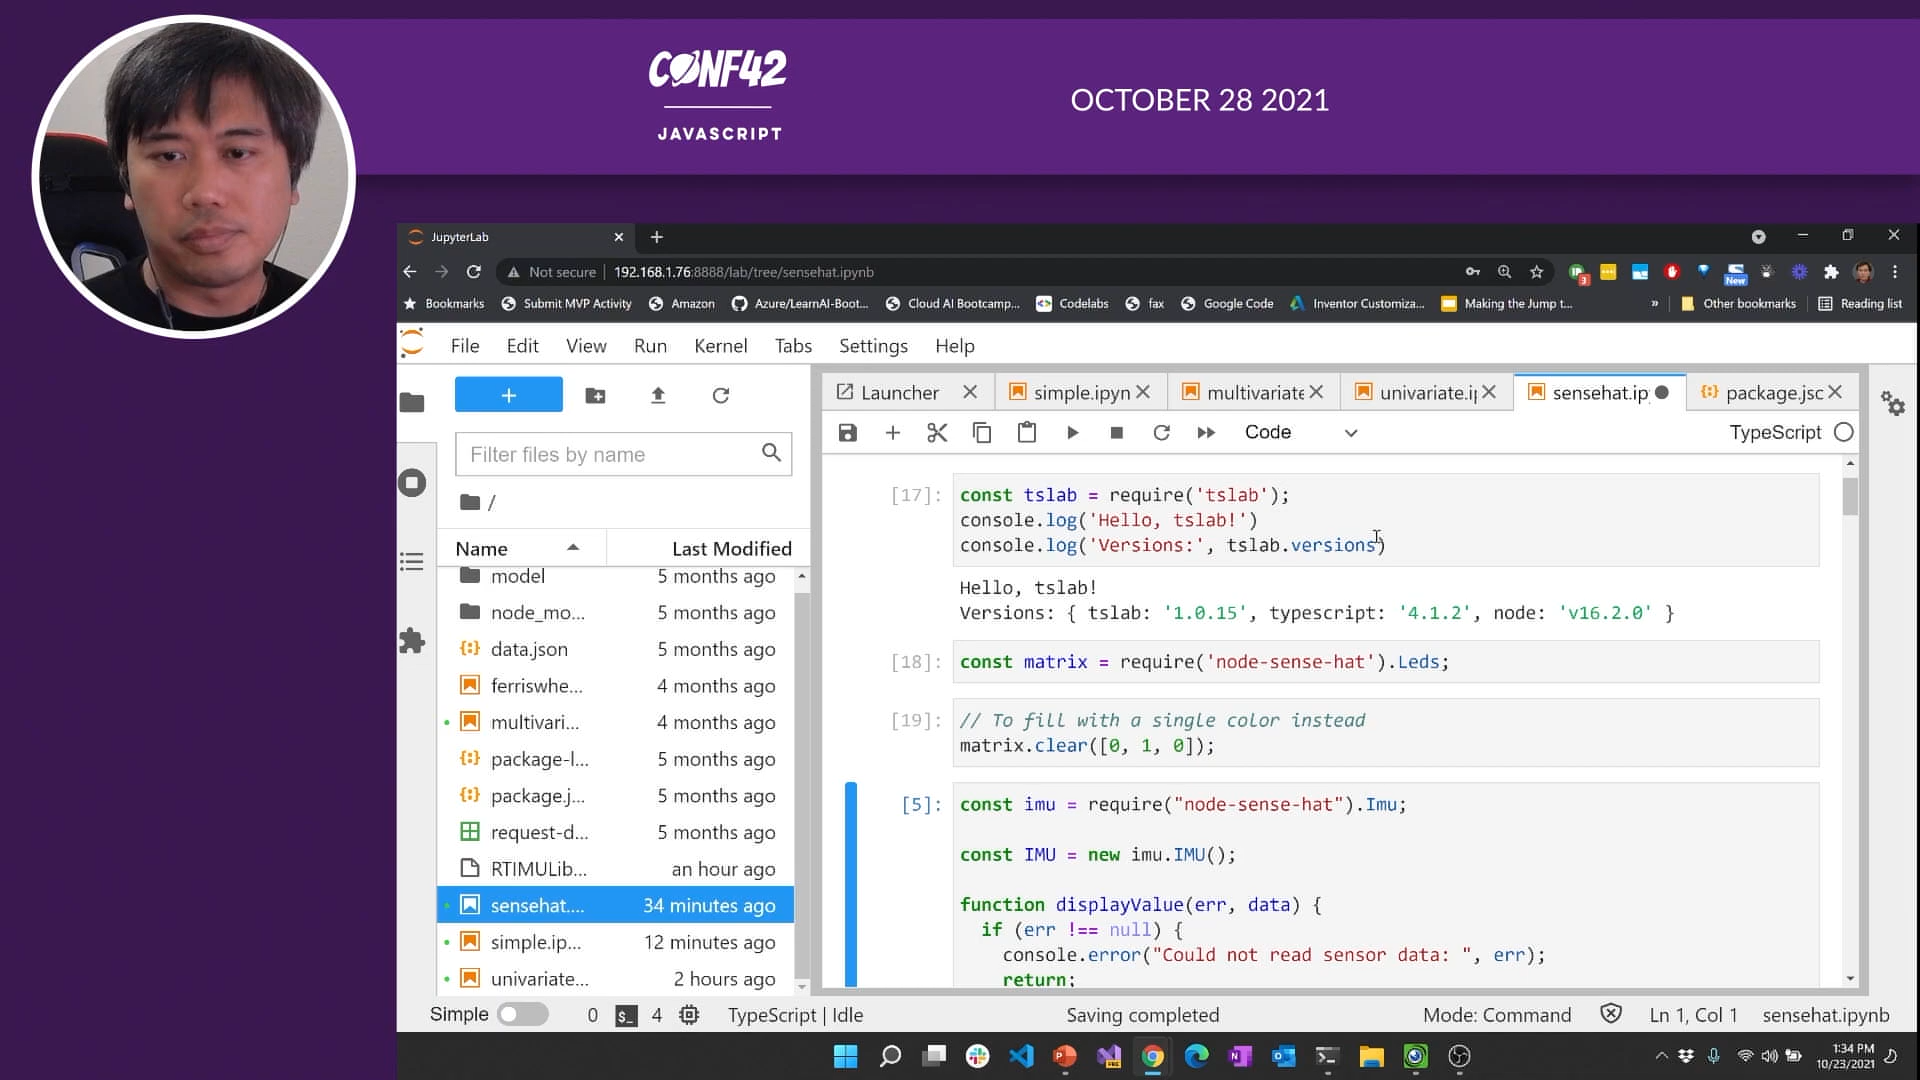 CONF42
JAVASCRIPT
OCTOBER 28 2021
JupyterLab
Not secure 192.168.1.76:8888/lab/tree/sensehat.ipynb
3
New
Bookmarks Submit MVP Activity Amazon Azure/LearnAI-Boot... Cloud AI Bootcamp... Codelabs fax Google Code Inventor Customiza... Making the Jump t... » Other bookmarks Reading list
File Edit View Run Kernel Tabs Settings Help
Launcher simple.ipyn multivariate univariate.ip sensehat.ip package.jsc
Code TypeScript
Filter files by name
/
Name Last Modified
model 5 months ago
node_mo... 5 months ago
data.json 5 months ago
ferriswhe... 4 months ago
multivari... 4 months ago
package-l... 5 months ago
package.j... 5 months ago
request-d... 5 months ago
RTIMULib... an hour ago
sensehat.... 34 minutes ago
simple.ip... 12 minutes ago
univariate... 2 hours ago
[17]: const tslab = require('tslab');
console.log('Hello, tslab!')
console.log('Versions:', tslab.versions)
Hello, tslab!
Versions: { tslab: '1.0.15', typescript: '4.1.2', node: 'v16.2.0' }
[18]: const matrix = require('node-sense-hat').Leds;
[19]: // To fill with a single color instead
matrix.clear([0, 1, 0]);
[5]: const imu = require("node-sense-hat").Imu;
const IMU = new imu.IMU();
function displayValue(err, data) {
if (err !== null) {
console.error("Could not read sensor data: ", err);
return;
Simple 0 $_ 4 TypeScript | Idle Saving completed Mode: Command Ln 1, Col 1 sensehat.ipynb
1:34 PM
10/23/2021